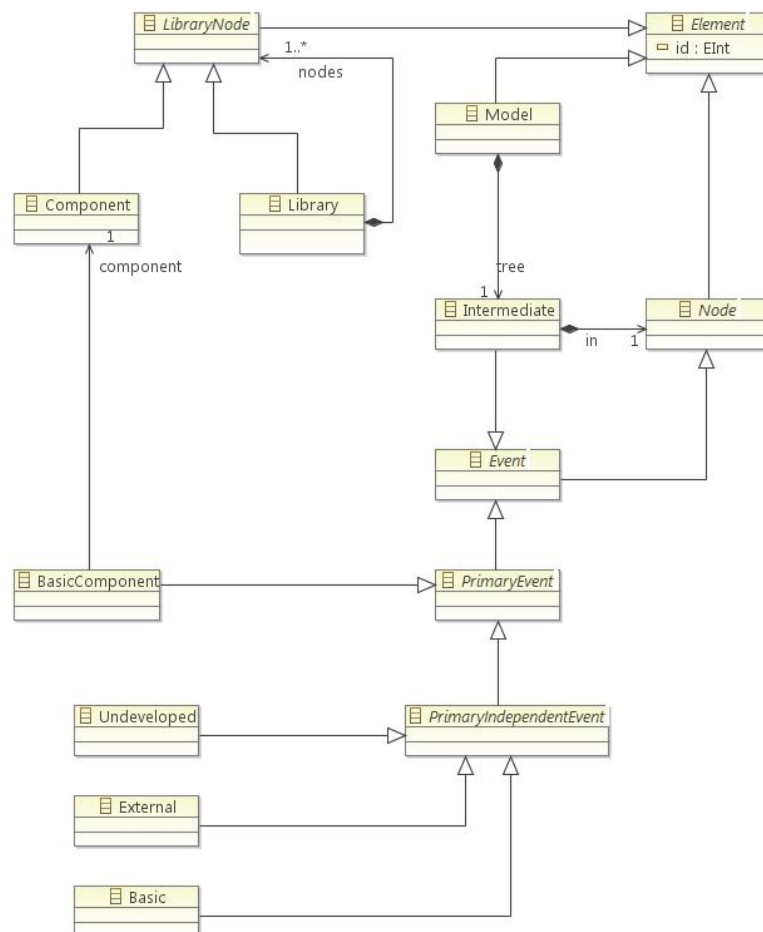 LibraryNode
Element
id : EInt
1..*
nodes
Model
Component
Library
1
component
tree
1
Intermediate
Node
in
1
Event
BasicComponent
PrimaryEvent
Undeveloped
PrimaryIndependentEvent
External
Basic